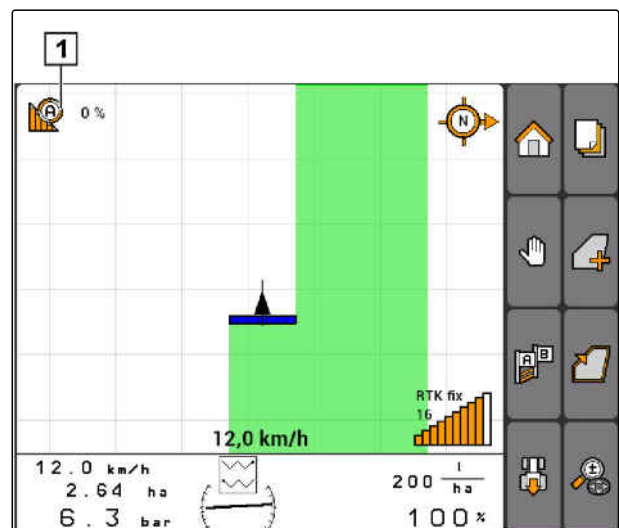 1
A
0 %
N
A B
RTK fix
16
12,0 km/h
12.0 km/h
2.64 ha
6.3 bar
200 l
ha
100 %